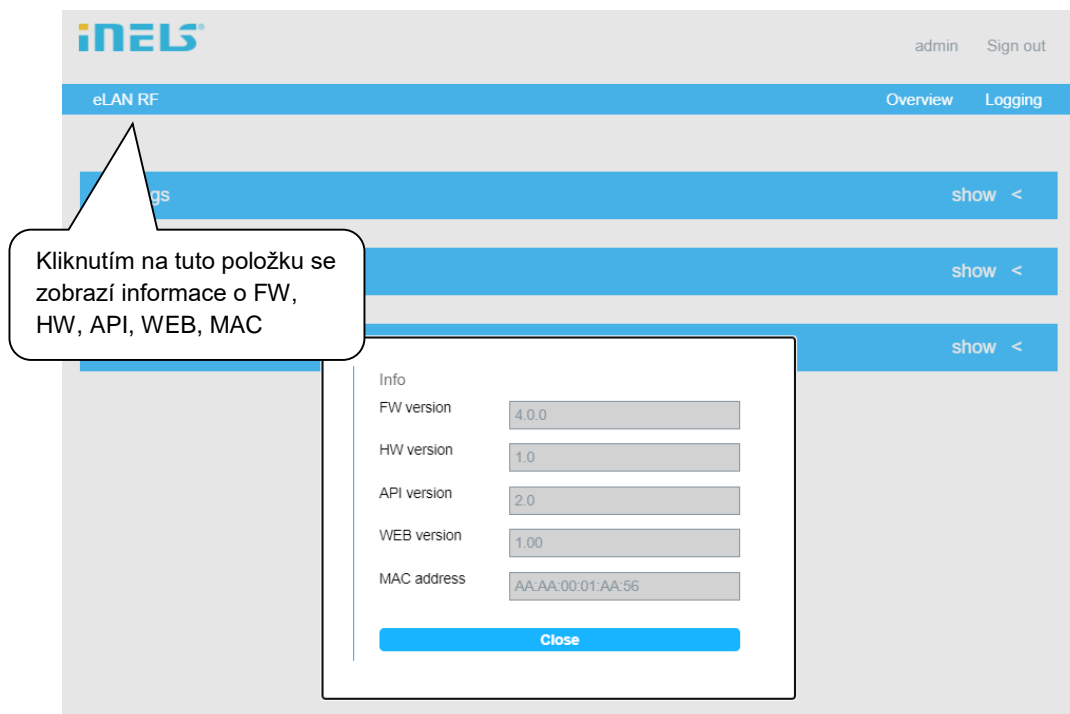 iNELS
admin Sign out
eLAN RF Overview Logging
gs show <
show <
show <
Kliknutím na tuto položku se
zobrazí informace o FW,
HW, API, WEB, MAC
Info
FW version 4.0.0
HW version 1.0
API version 2.0
WEB version 1.00
MAC address AA:AA:00:01:AA:56
Close